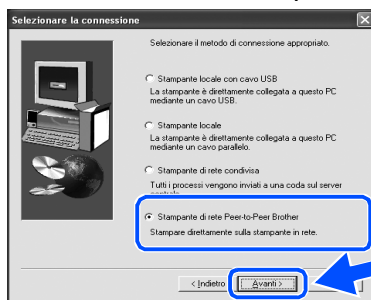 Selezionare la connessione
Selezionare il metodo di connessione appropriato.
Stampante locale con cavo USB
La stampante è direttamente collegata a questo PC
mediante un cavo USB.
Stampante locale
La stampante è direttamente collegata a questo PC
mediante un cavo parallelo.
Stampante di rete condivisa
Tutti i processi vengono inviati a una coda sul server
Stampante di rete Peer-to-Peer Brother
Stampare direttamente sulla stampante in rete.
< Indietro
Avanti >